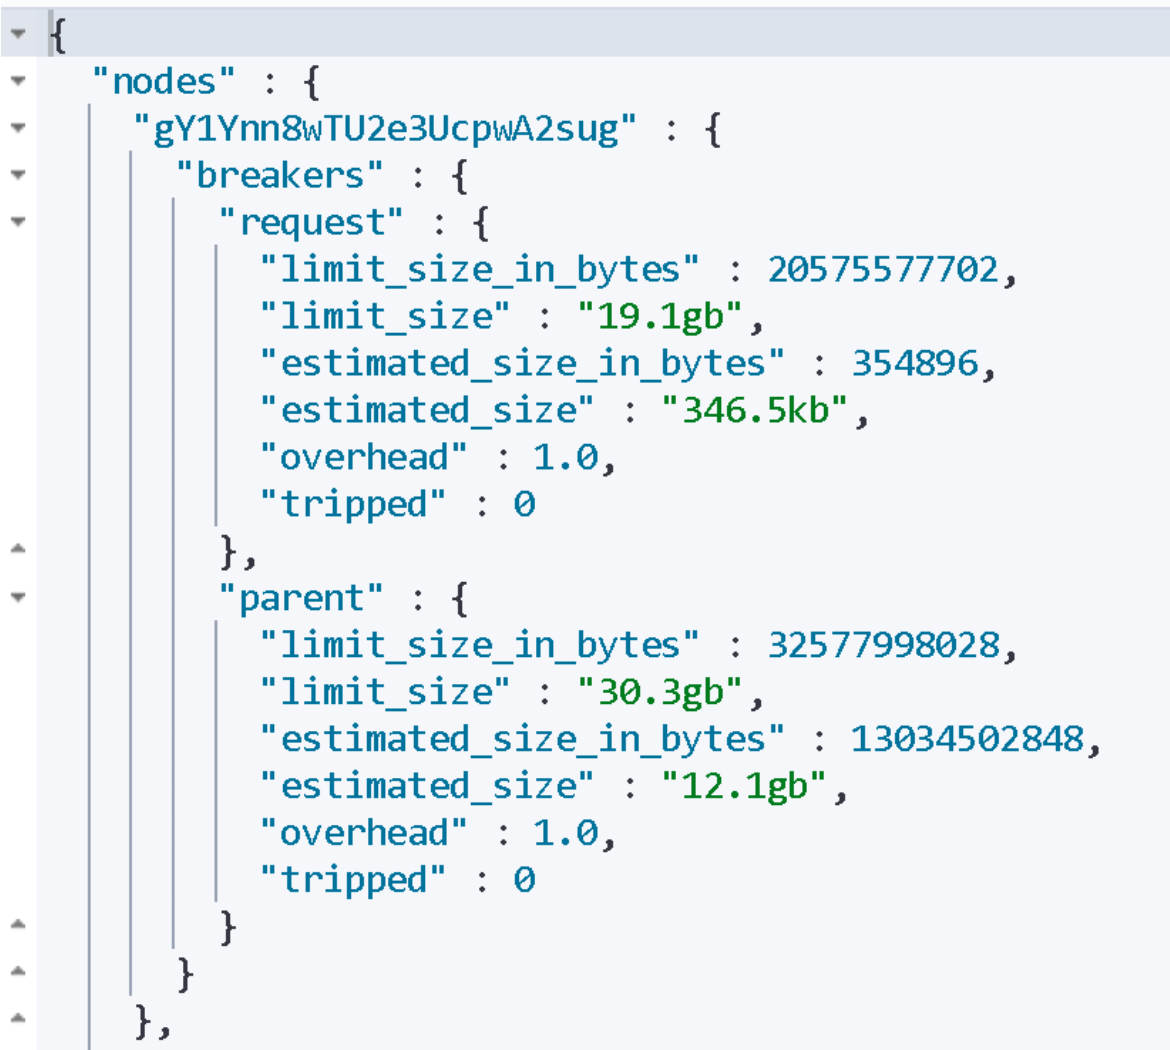 {
"nodes" : {
"gY1Ynn8wTU2e3UcpwA2sug" : {
"breakers" : {
"request" : {
"limit_size_in_bytes" : 20575577702,
"limit_size" : "19.1gb",
"estimated_size_in_bytes" : 354896,
"estimated_size" : "346.5kb",
"overhead" : 1.0,
"tripped" : 0
},
"parent" : {
"limit_size_in_bytes" : 32577998028,
"limit_size" : "30.3gb",
"estimated_size_in_bytes" : 13034502848,
"estimated_size" : "12.1gb",
"overhead" : 1.0,
"tripped" : 0
}
}
},